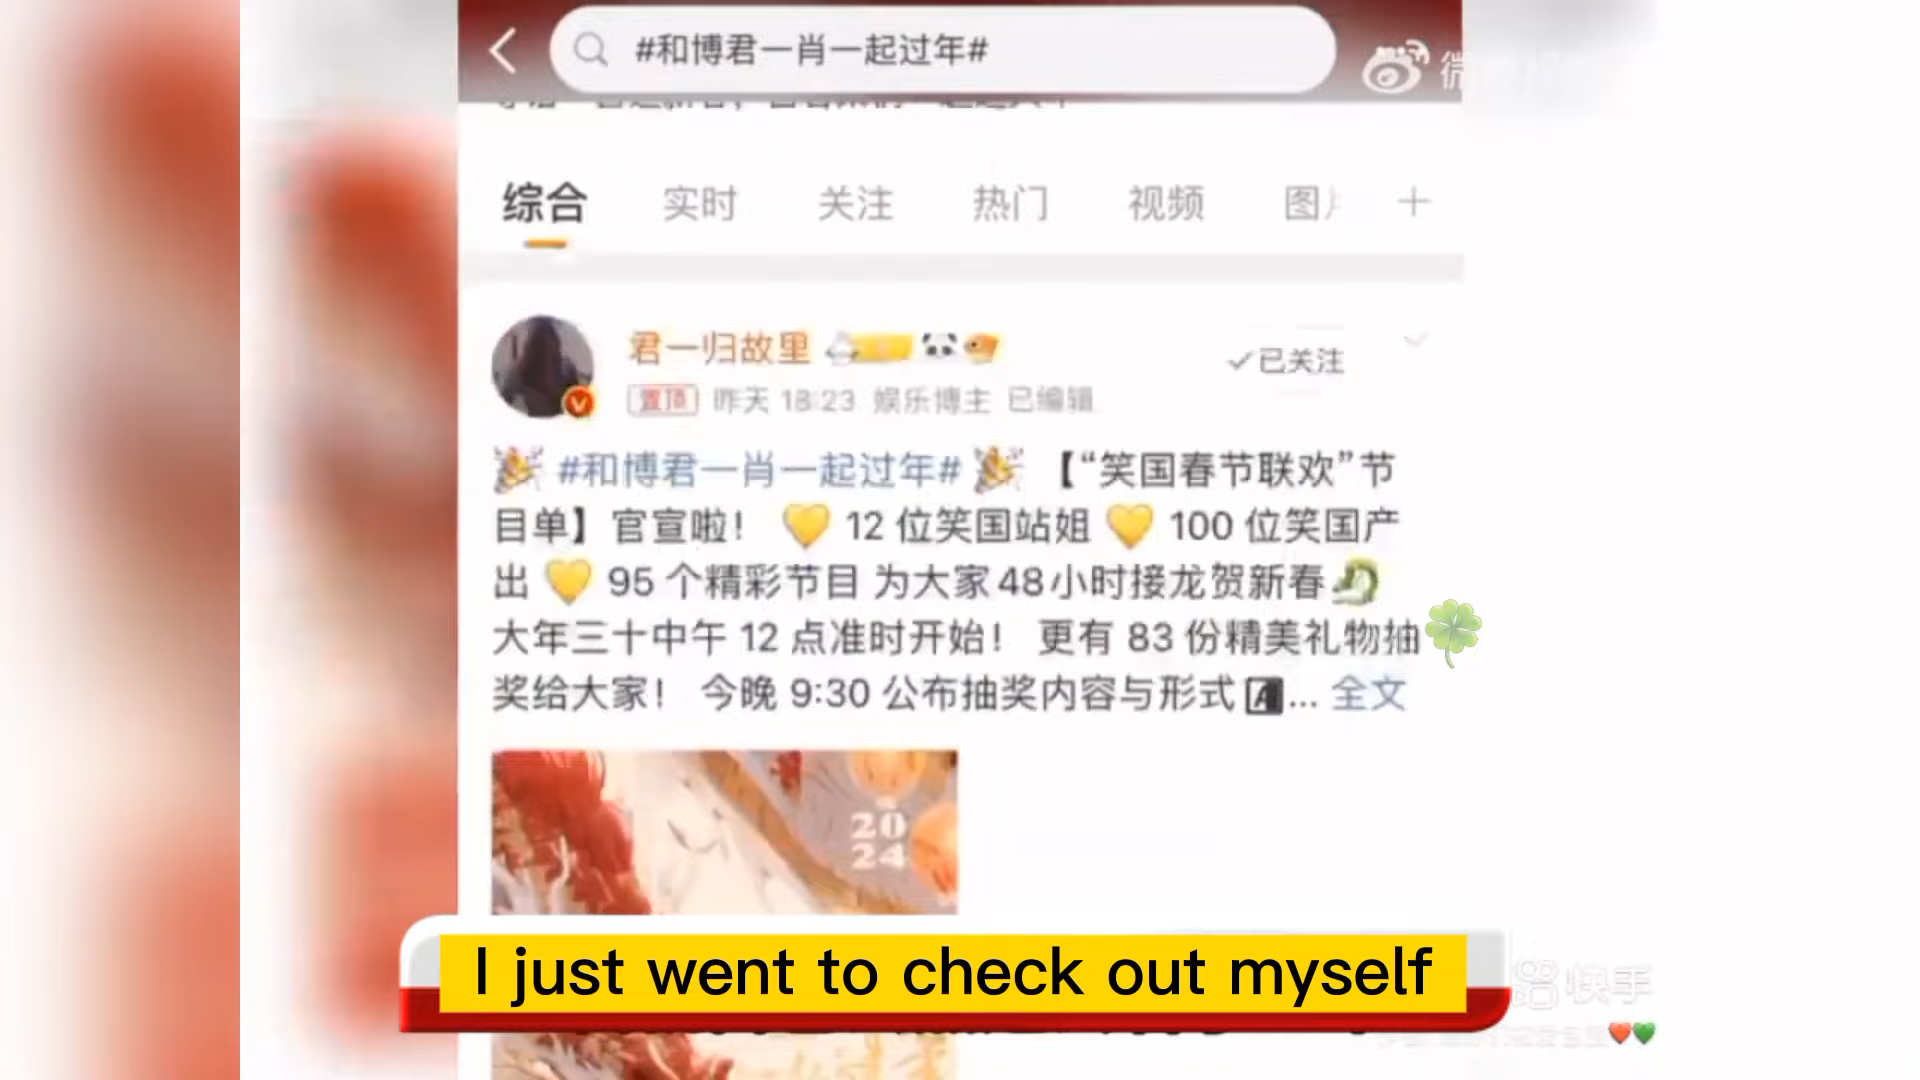 #和博君一肖一起过年#
综合 实时 关注 热门 视频 图
君一归故里
已关注
置顶 昨天 18:23 娱乐博主 已编辑
#和博君一肖一起过年# 【“笑国春节联欢”节
目单】官宣啦! 12 位笑国站姐 100 位笑国产
出 95 个精彩节目 为大家48小时接龙贺新春
大年三十中午 12 点准时开始! 更有 83 份精美礼物抽
奖给大家! 今晚 9:30 公布抽奖内容与形式 A... 全文
20
24
I just went to check out myself
快手